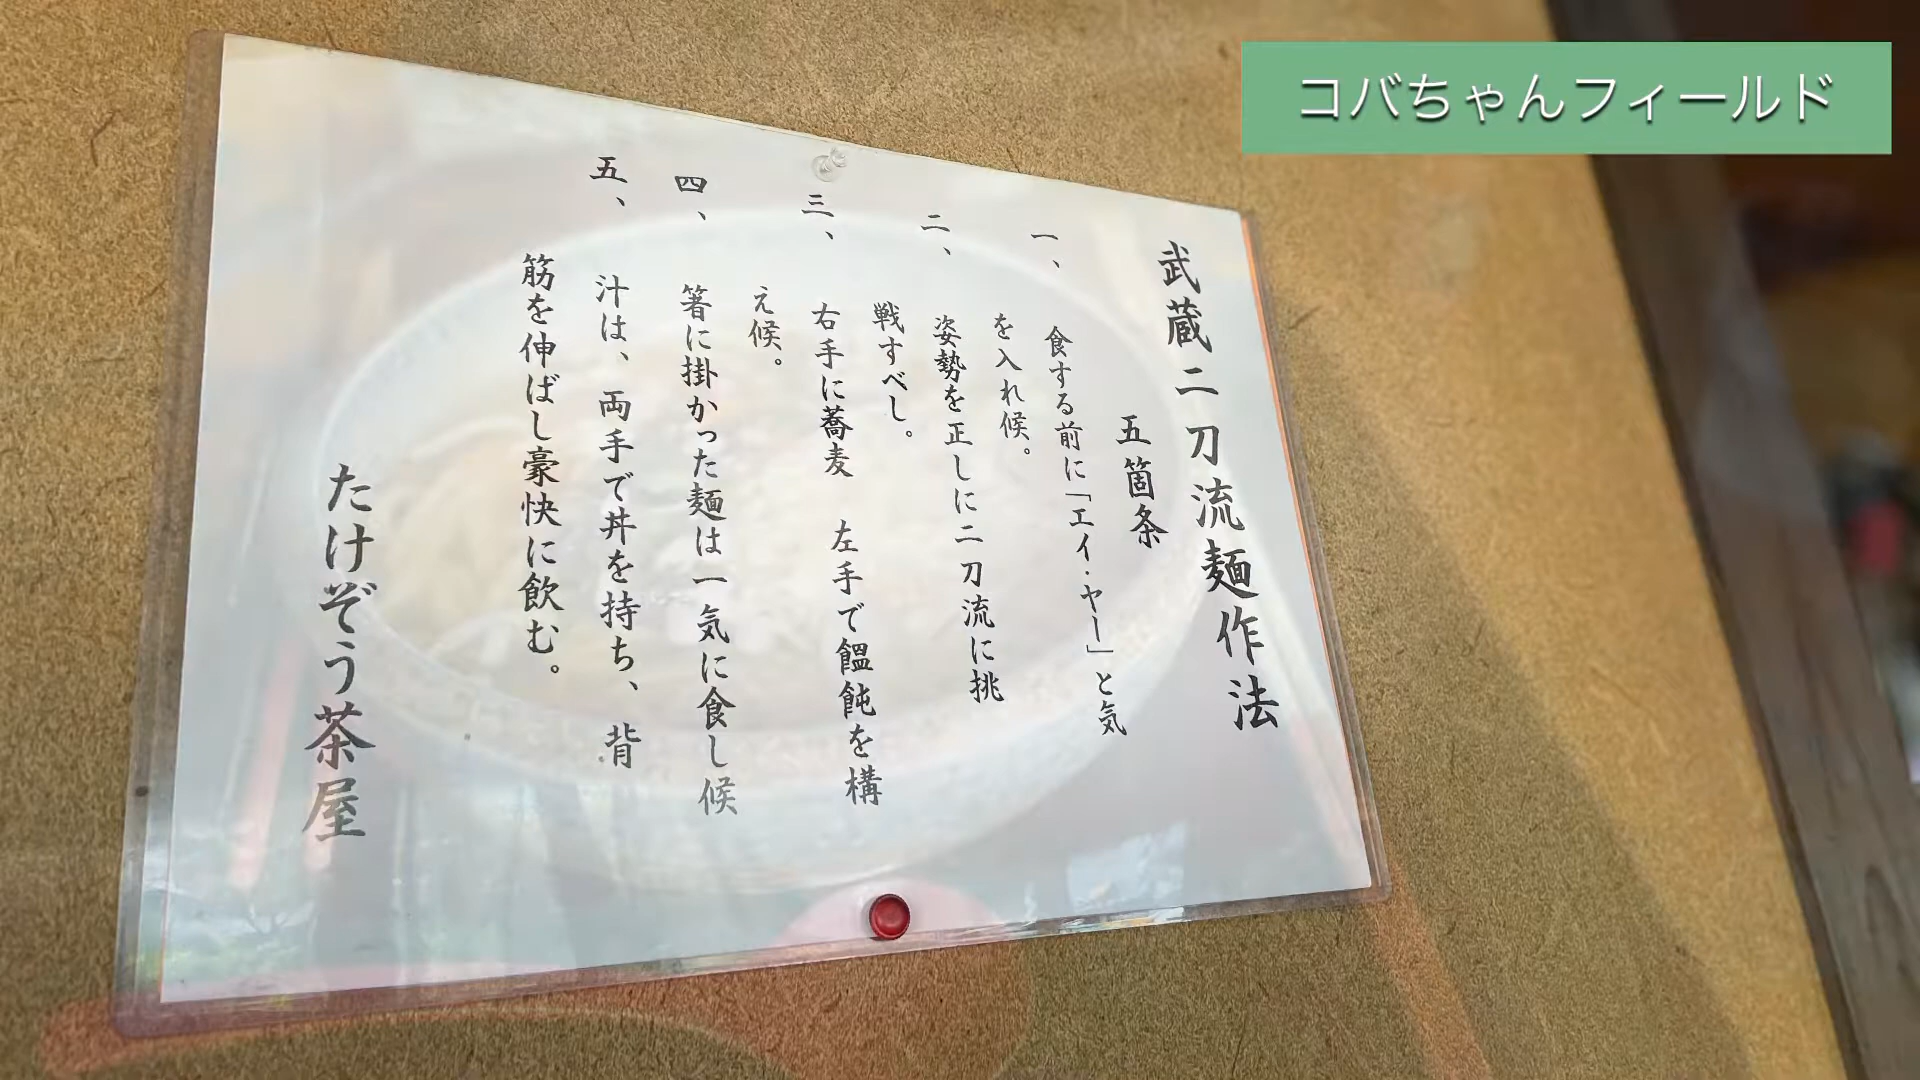 コバちゃんフィールド
武蔵二刀流麺作法
五箇条
一、 食する前に「エイ・ヤー」と気
を入れ候。
二、 姿勢を正しに二刀流に挑
戦すべし。
三、 右手に蕎麦 左手で饂飩を構
え候。
四、 箸に掛かった麺は一気に食し候
五、 汁は、両手で丼を持ち、背
筋を伸ばし豪快に飲む。
たけぞう茶屋